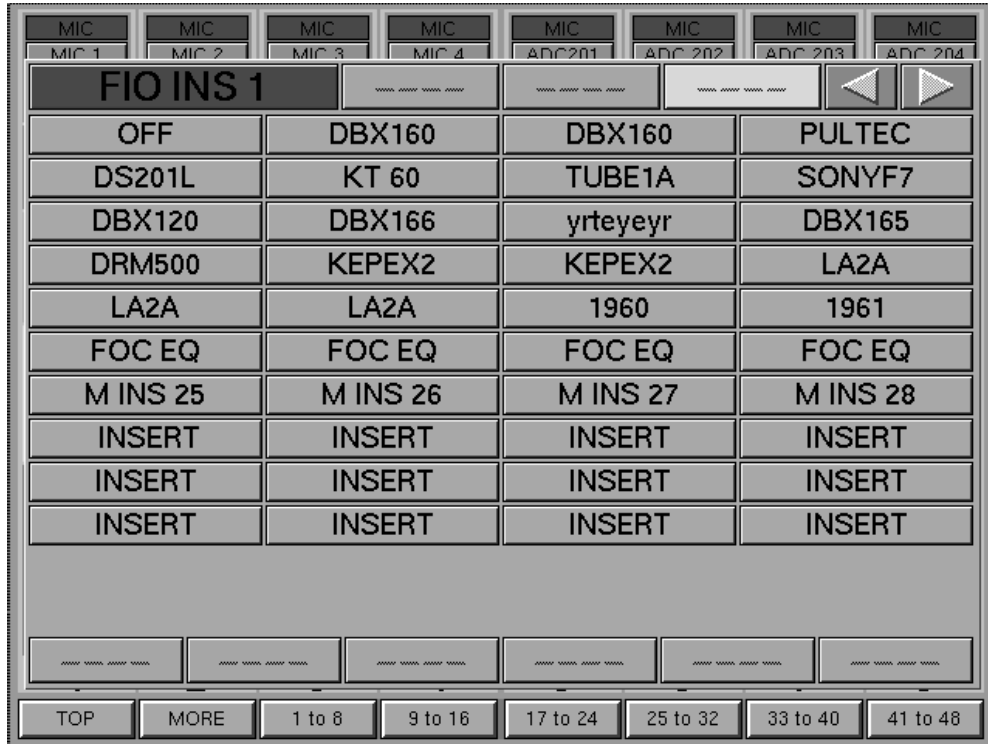 MIC MIC MIC MIC MIC MIC MIC MIC
MIC 1 MIC 2 MIC 3 MIC 4 ADC201 ADC 202 ADC 203 ADC 204
FIO INS 1
OFF DBX160 DBX160 PULTEC
DS201L KT 60 TUBE1A SONYF7
DBX120 DBX166 yrteyeyr DBX165
DRM500 KEPEX2 KEPEX2 LA2A
LA2A LA2A 1960 1961
FOC EQ FOC EQ FOC EQ FOC EQ
M INS 25 M INS 26 M INS 27 M INS 28
INSERT INSERT INSERT INSERT
INSERT INSERT INSERT INSERT
INSERT INSERT INSERT INSERT
TOP MORE 1 to 8 9 to 16 17 to 24 25 to 32 33 to 40 41 to 48